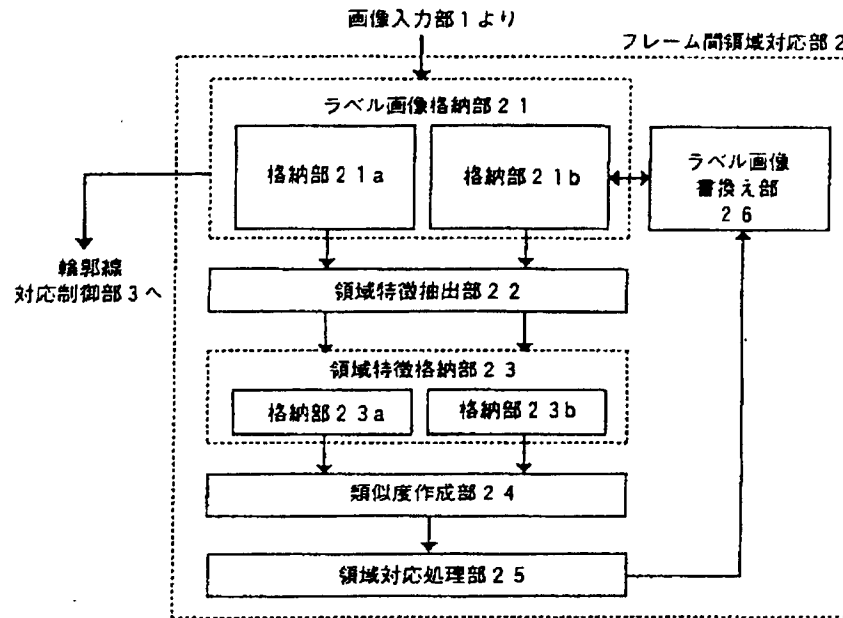 画像入力部1より
フレーム間領域対応部2
ラベル画像格納部21
格納部21a
格納部21b
ラベル画像
書換え部
26
輪郭線
対応制御部3へ
領域特徴抽出部22
領域特徴格納部23
格納部23a
格納部23b
類似度作成部24
領域対応処理部25